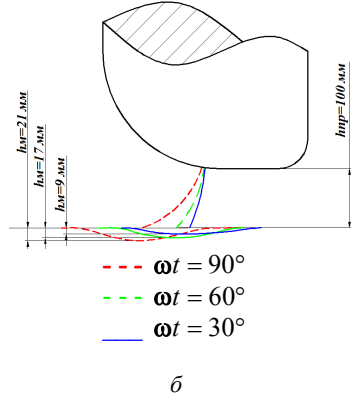 hм=21 мм
hм=17 мм
hм=9 мм
hпр=100 мм
ωt = 90°
ωt = 60°
ωt = 30°
б